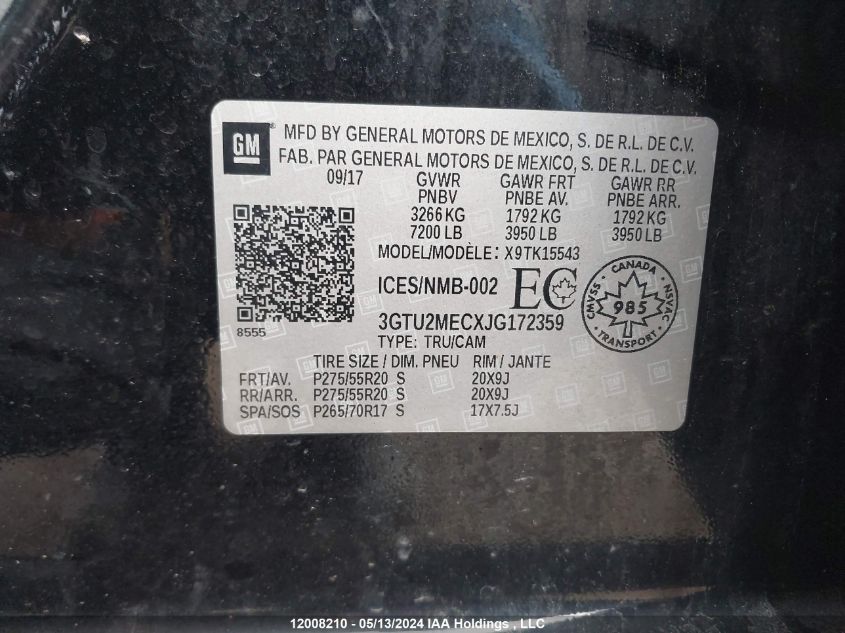 GM
MFD BY GENERAL MOTORS DE MEXICO, S. DE R.L. DE C.V.
FAB. PAR GENERAL MOTORS DE MEXICO, S. DE R.L. DE C.V.
09/17 GVWR GAWR FRT GAWR RR
PNBV PNBE AV. PNBE ARR.
3266 KG 1792 KG 1792 KG
7200 LB 3950 LB 3950 LB
MODEL/MODÈLE: X9TK15543
ICES/NMB-002 EC
CANADA
CMVSS 985 NSVAC
TRANSPORT
3GTU2MECXJG172359
8555
TYPE: TRU/CAM
TIRE SIZE / DIM. PNEU RIM / JANTE
FRT/AV. P275/55R20 S 20X9J
RR/ARR. P275/55R20 S 20X9J
SPA/SOS P265/70R17 S 17X7.5J
12008210 - 05/13/2024 IAA Holdings , LLC